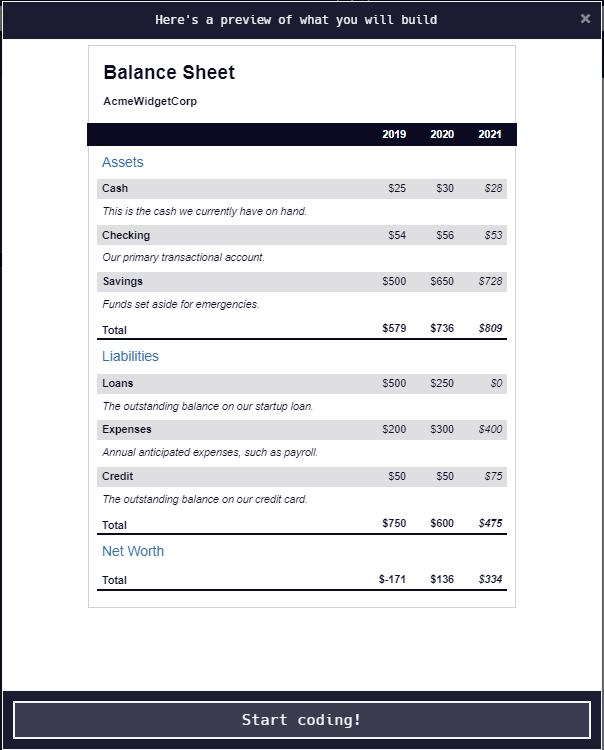 Here's a preview of what you will build ×
Balance Sheet
AcmeWidgetCorp
2019 2020 2021
Assets
Cash $25 $30 $28
This is the cash we currently have on hand.
Checking $54 $56 $53
Our primary transactional account.
Savings $500 $650 $728
Funds set aside for emergencies.
Total $579 $736 $809
Liabilities
Loans $500 $250 $0
The outstanding balance on our startup loan.
Expenses $200 $300 $400
Annual anticipated expenses, such as payroll.
Credit $50 $50 $75
The outstanding balance on our credit card.
Total $750 $600 $475
Net Worth
Total $-171 $136 $334
Start coding!